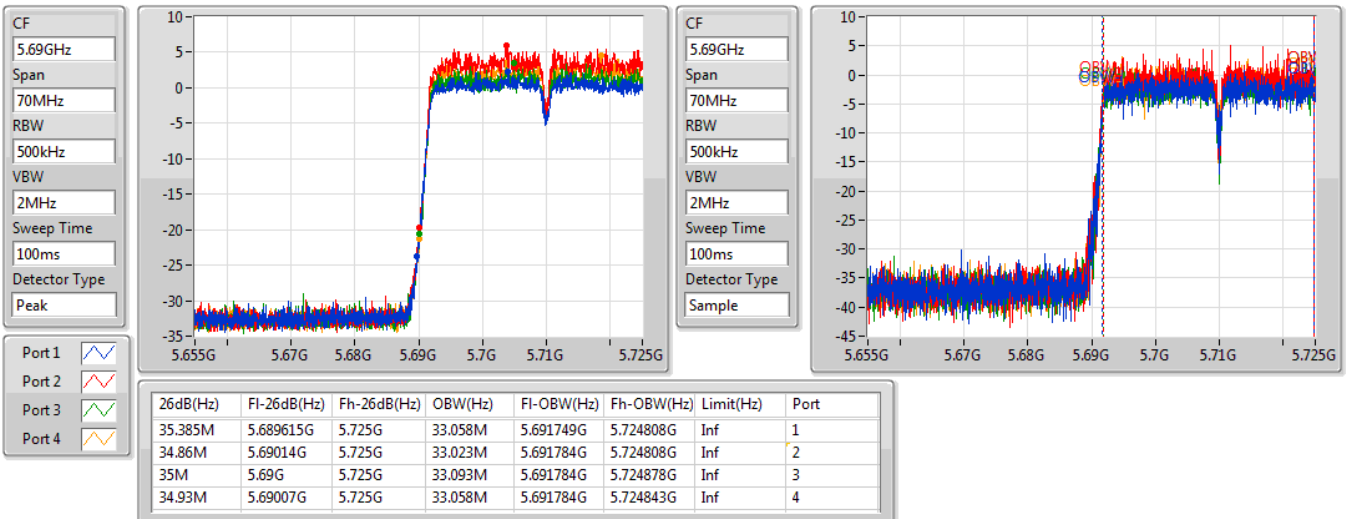 CF
5.69GHz
Span
70MHz
RBW
500kHz
VBW
2MHz
Sweep Time
100ms
Detector Type
Peak
10
5
0
-5
-10
-15
-20
-25
-30
-35
5.655G 5.67G 5.68G 5.69G 5.7G 5.71G 5.725G
CF
5.69GHz
Span
70MHz
RBW
500kHz
VBW
2MHz
Sweep Time
100ms
Detector Type
Sample
10
5
0
-5
-10
-15
-20
-25
-30
-35
-40
-45
OBW
OBW
5.655G 5.67G 5.68G 5.69G 5.7G 5.71G 5.725G
Port 1
Port 2
Port 3
Port 4
26dB(Hz) Fl-26dB(Hz) Fh-26dB(Hz) OBW(Hz) Fl-OBW(Hz) Fh-OBW(Hz) Limit(Hz) Port
35.385M 5.689615G 5.725G 33.058M 5.691749G 5.724808G Inf 1
34.86M 5.69014G 5.725G 33.023M 5.691784G 5.724808G Inf 2
35M 5.69G 5.725G 33.093M 5.691784G 5.724878G Inf 3
34.93M 5.69007G 5.725G 33.058M 5.691784G 5.724843G Inf 4